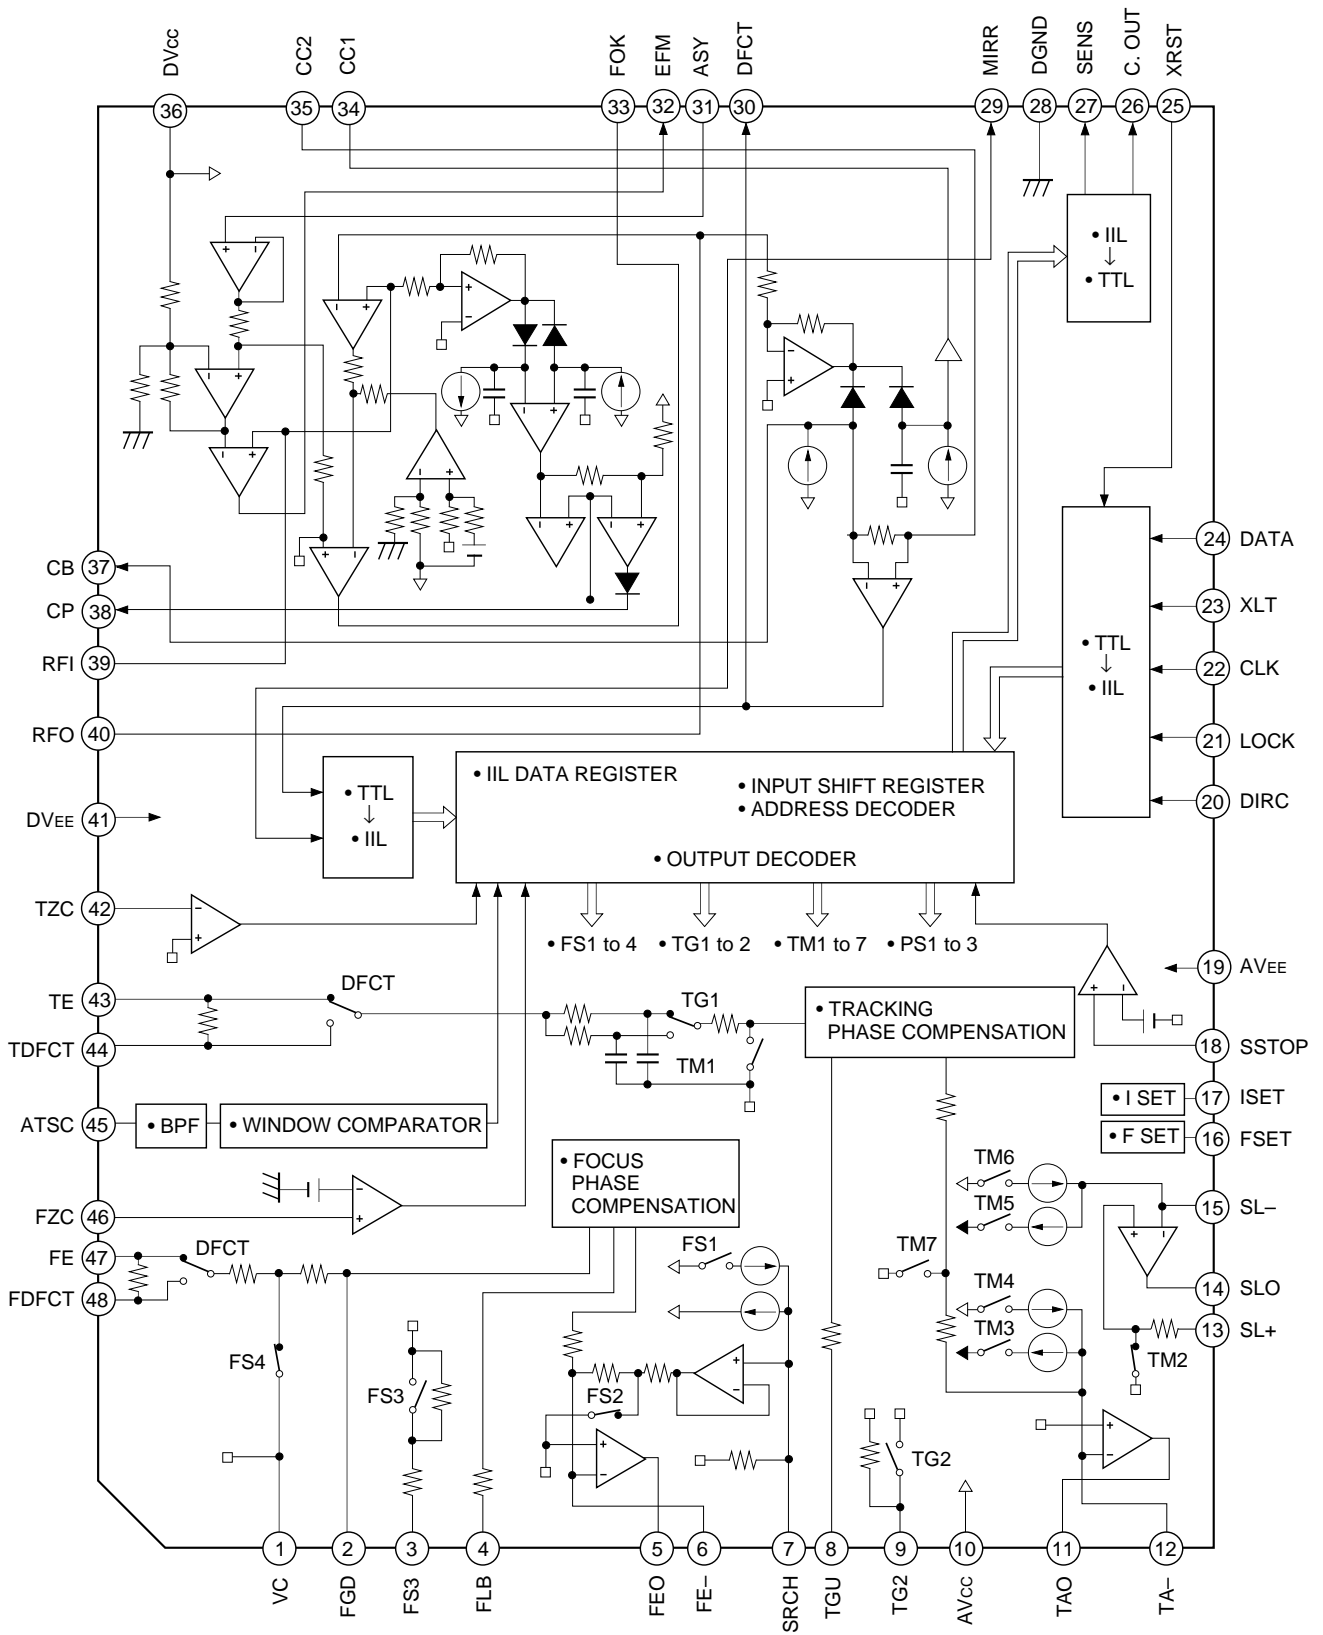 DVCC
CC2
CC1
FOK
EFM
ASY
DFCT
MIRR
DGND
SENS
C. OUT
XRST
36
35
34
33
32
31
30
29
28
27
26
25
+ −
• IIL
↓
• TTL
− +
+
−
− +
− +
− +
−
+
− +
− +
− +
− +
+ −
− +
CB 37
CP 38
RFI 39
RFO 40
DVEE 41
24 DATA
23 XLT
22 CLK
21 LOCK
20 DIRC
• TTL
↓
• IIL
• TTL
↓
• IIL
• IIL DATA REGISTER
• INPUT SHIFT REGISTER
• ADDRESS DECODER
• OUTPUT DECODER
TZC 42
−
+
• FS1 to 4 • TG1 to 2 • TM1 to 7 • PS1 to 3
19 AVEE
+ −
TE 43
DFCT
TDFCT 44
TG1
TM1
• TRACKING
PHASE COMPENSATION
18 SSTOP
ATSC 45
• BPF
• WINDOW COMPARATOR
• I SET
17 ISET
• F SET
16 FSET
• FOCUS
PHASE
COMPENSATION
FZC 46
−
+
TM6
TM5
15 SL−
+ −
FE 47
DFCT
FDFCT 48
FS1
TM7
TM4
TM3
14 SLO
13 SL+
TM2
FS4
FS3
FS2
+
−
+
−
TG2
+
−
1
2
3
4
5
6
7
8
9
10
11
12
VC
FGD
FS3
FLB
FEO
FE−
SRCH
TGU
TG2
AVCC
TAO
TA−